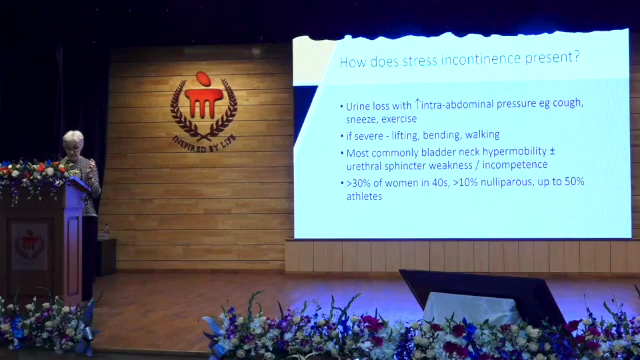 How does stress incontinence present?
• Urine loss with ↑intra-abdominal pressure eg cough,
sneeze, exercise
• if severe - lifting, bending, walking
• Most commonly bladder neck hypermobility ±
urethral sphincter weakness / incompetence
• >30% of women in 40s, >10% nulliparous, up to 50%
athletes
INSPIRED BY LIFE